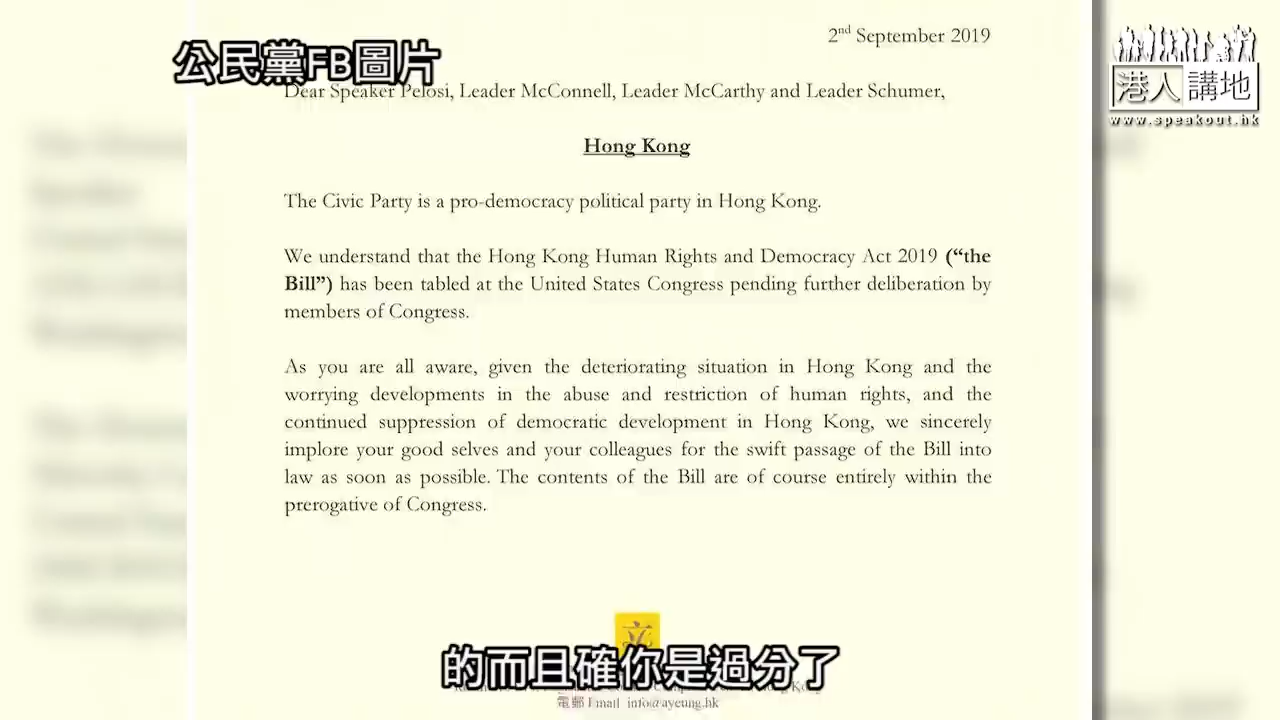 2nd September 2019
公民黨FB圖片
港人講地
www.speakout.hk
Dear Speaker Pelosi, Leader McConnell, Leader McCarthy and Leader Schumer,
Hong Kong
The Civic Party is a pro-democracy political party in Hong Kong.
We understand that the Hong Kong Human Rights and Democracy Act 2019 (“the
Bill”) has been tabled at the United States Congress pending further deliberation by
members of Congress.
As you are all aware, given the deteriorating situation in Hong Kong and the
worrying developments in the abuse and restriction of human rights, and the
continued suppression of democratic development in Hong Kong, we sincerely
implore your good selves and your colleagues for the swift passage of the Bill into
law as soon as possible. The contents of the Bill are of course entirely within the
prerogative of Congress.
的而且確你是過分了
電郵 Email info@ayeung.hk